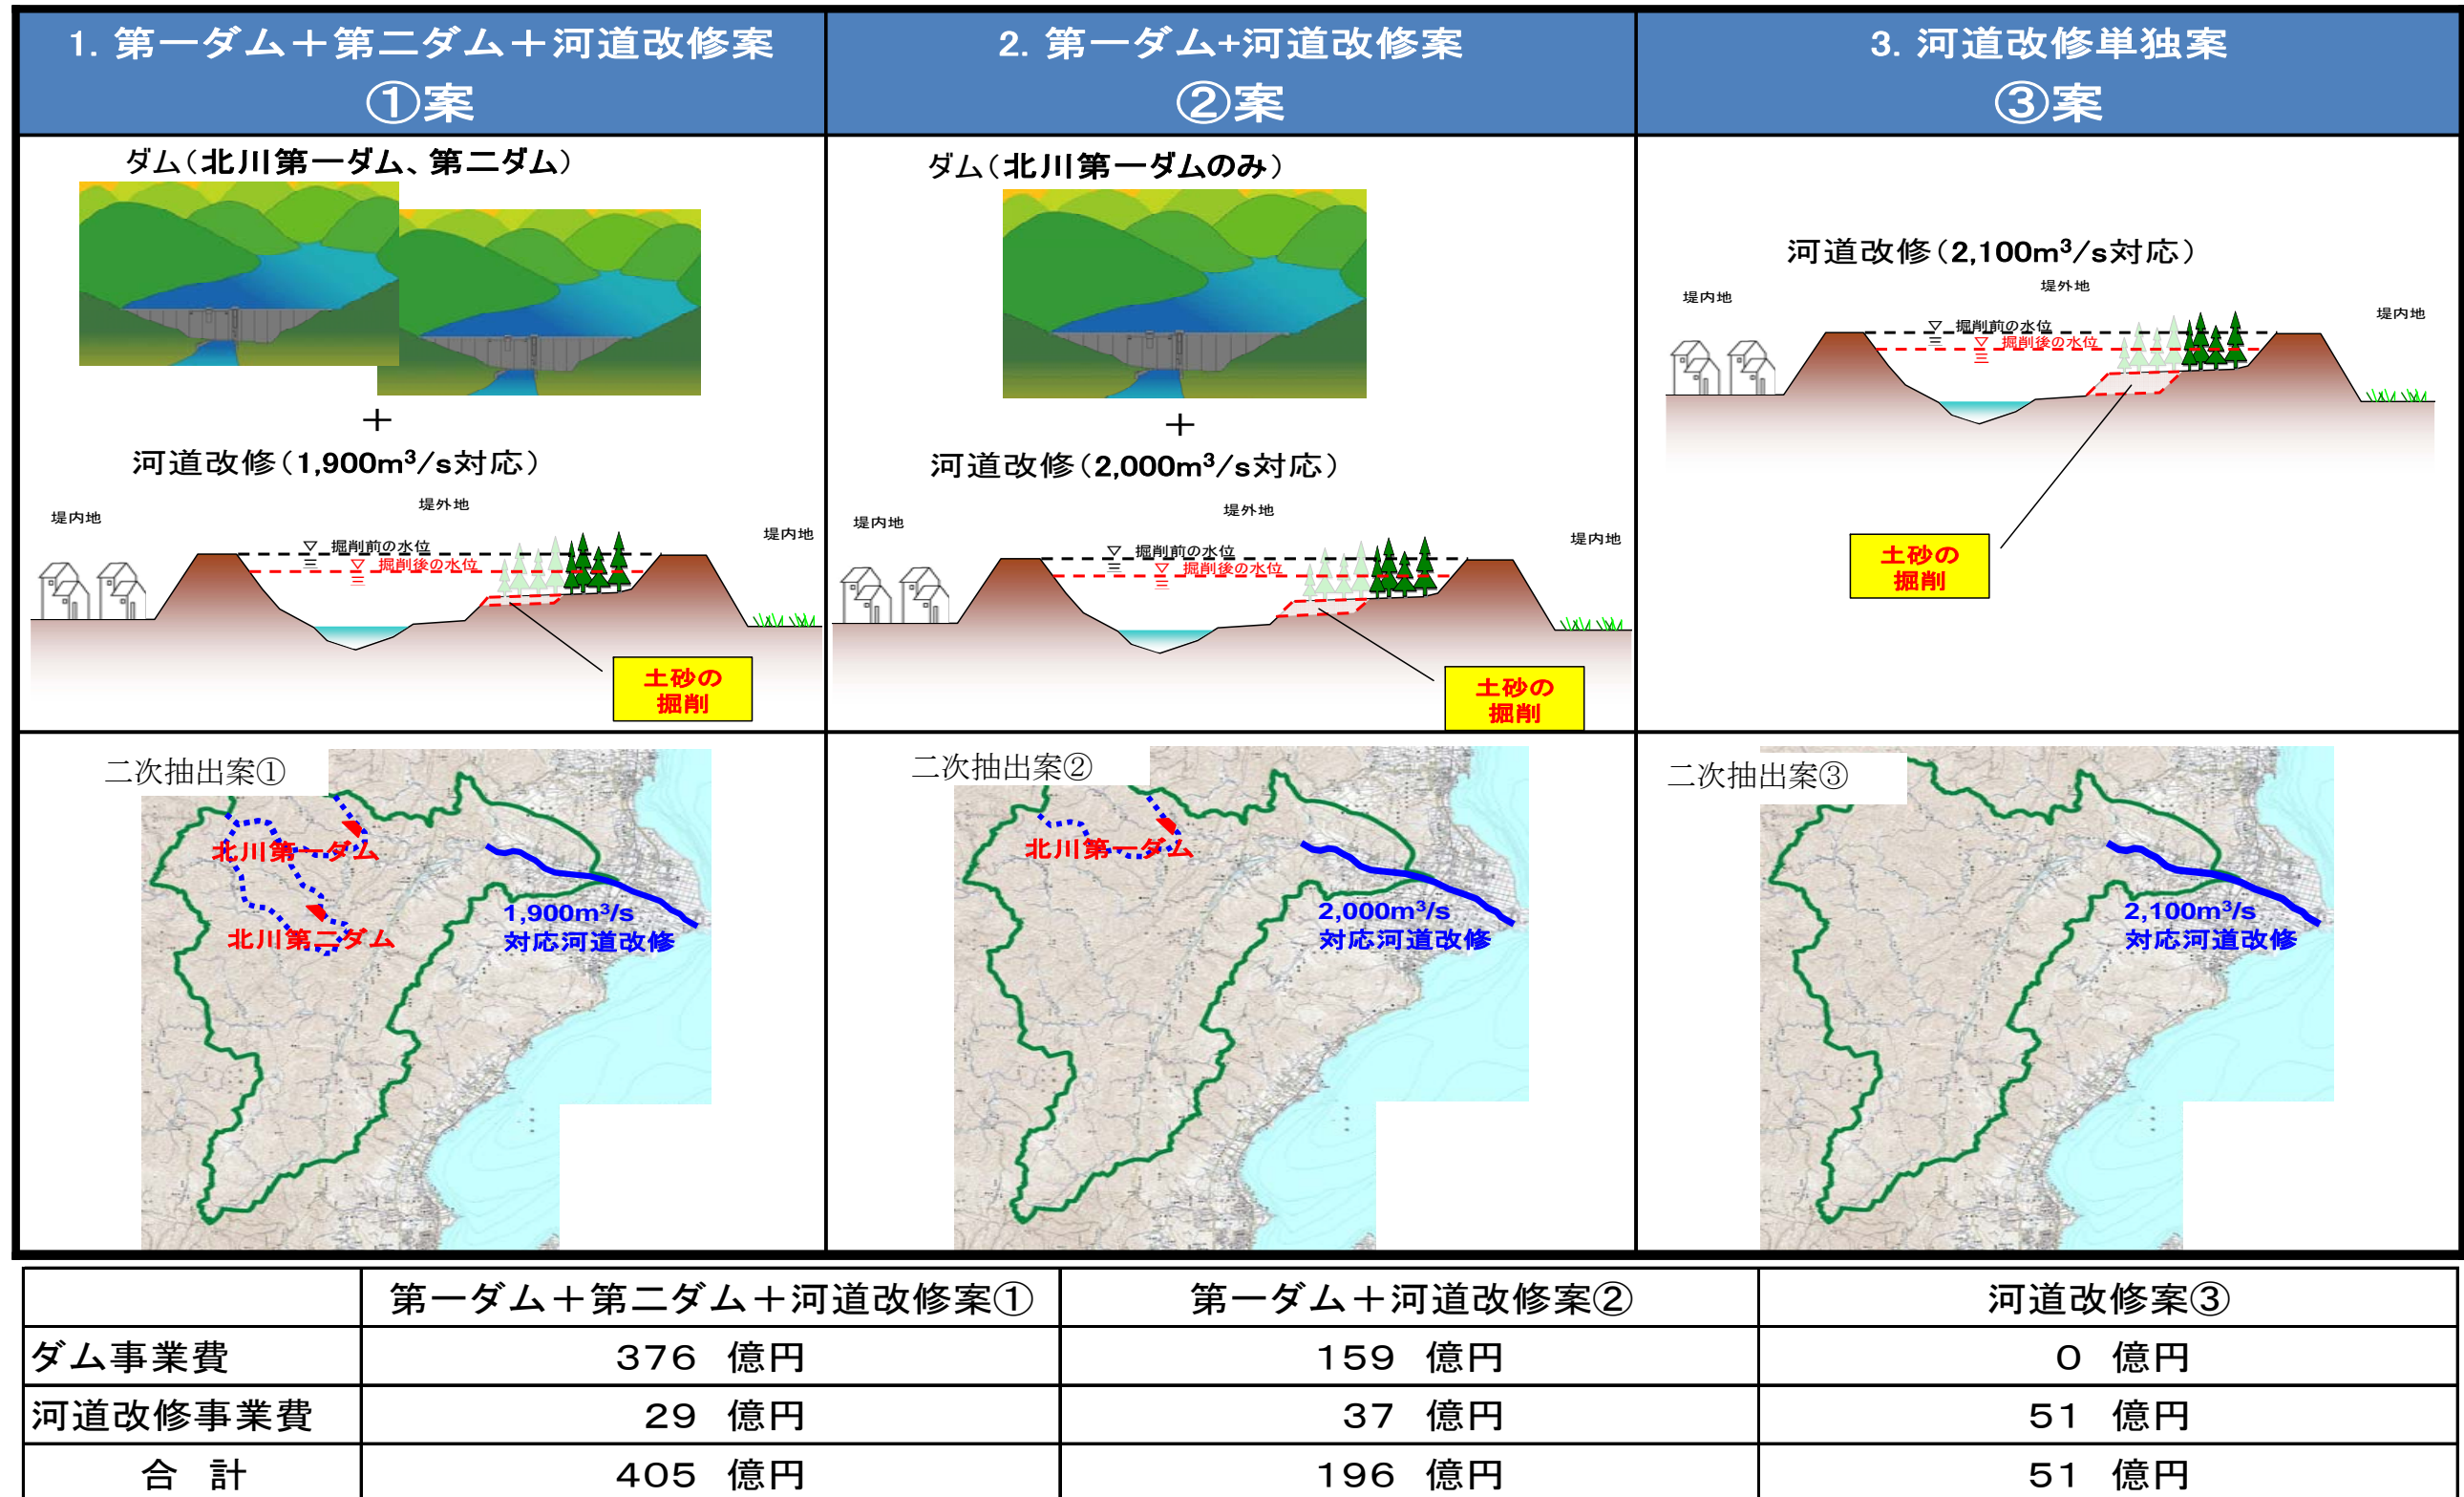 1. 第一ダム＋第二ダム＋河道改修案
①案
2. 第一ダム+河道改修案
②案
3. 河道改修単独案
③案
ダム（北川第一ダム、第二ダム）
＋
河道改修（1,900m³/s対応）
堤内地
堤外地
堤内地
掘削前の水位
掘削後の水位
土砂の
掘削
ダム（北川第一ダムのみ）
＋
河道改修（2,000m³/s対応）
堤内地
堤外地
堤内地
掘削前の水位
掘削後の水位
土砂の
掘削
河道改修（2,100m³/s対応）
堤内地
堤外地
堤内地
掘削前の水位
掘削後の水位
土砂の
掘削
二次抽出案①
北川第一ダム
北川第二ダム
1,900m³/s
対応河道改修
二次抽出案②
北川第一ダム
2,000m³/s
対応河道改修
二次抽出案③
2,100m³/s
対応河道改修
第一ダム＋第二ダム＋河道改修案① 第一ダム＋河道改修案② 河道改修案③
ダム事業費 376 億円 159 億円 0 億円
河道改修事業費 29 億円 37 億円 51 億円
合 計 405 億円 196 億円 51 億円